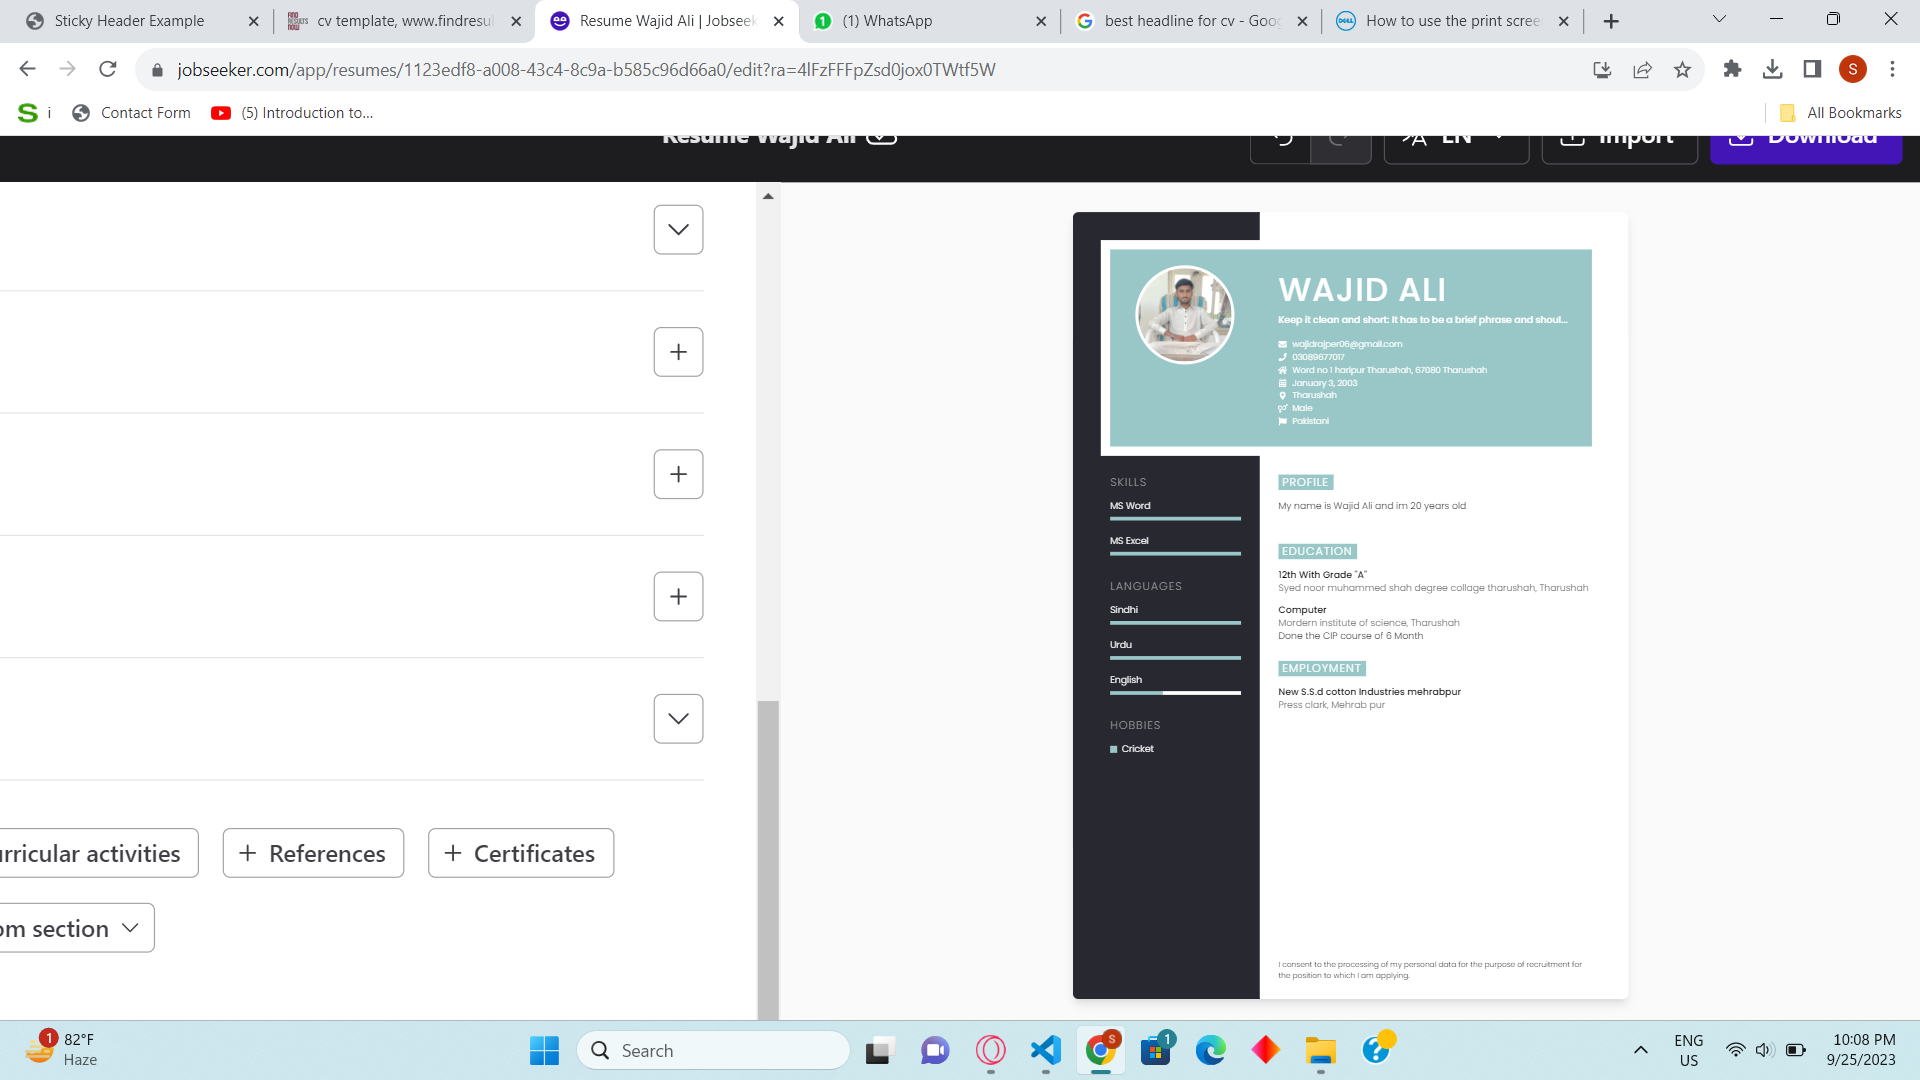 Sticky Header Example
cv template, www.findresul
Resume Wajid Ali | Jobseek
(1) WhatsApp
best headline for cv - Goog
How to use the print scree
jobseeker.com/app/resumes/1123edf8-a008-43c4-8c9a-b585c96d66a0/edit?ra=4lFzFFFpZsd0jox0TWtf5W
S
i
Contact Form
(5) Introduction to...
All Bookmarks
Resume Wajid Ali
EN
Import
Download
WAJID ALI
Keep it clean and short: It has to be a brief phrase and shoul...
wajidrajper06@gmail.com
03089677017
Word no 1 haripur Tharushah, 67080 Tharushah
January 3, 2003
Tharushah
Male
Pakistani
SKILLS
MS Word
MS Excel
LANGUAGES
Sindhi
Urdu
English
HOBBIES
Cricket
PROFILE
My name is Wajid Ali and im 20 years old
EDUCATION
12th With Grade "A"
Syed noor muhammed shah degree collage tharushah, Tharushah
Computer
Mordern institute of science, Tharushah
Done the CIP course of 6 Month
EMPLOYMENT
New S.S.d cotton Industries mehrabpur
Press clark, Mehrab pur
I consent to the processing of my personal data for the purpose of recruitment for
the position to which I am applying.
rricular activities
+ References
+ Certificates
om section
1
82°F
Haze
Search
S
1
ENG
US
10:08 PM
9/25/2023